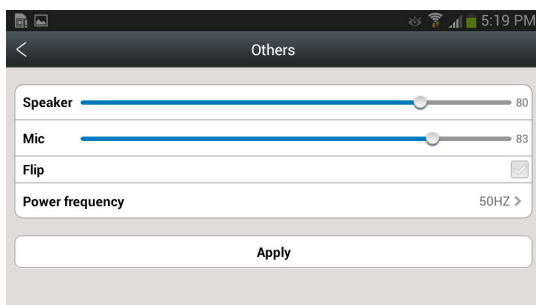 5:19 PM
Others
Speaker 80
Mic 83
Flip
Power frequency 50HZ >
Apply